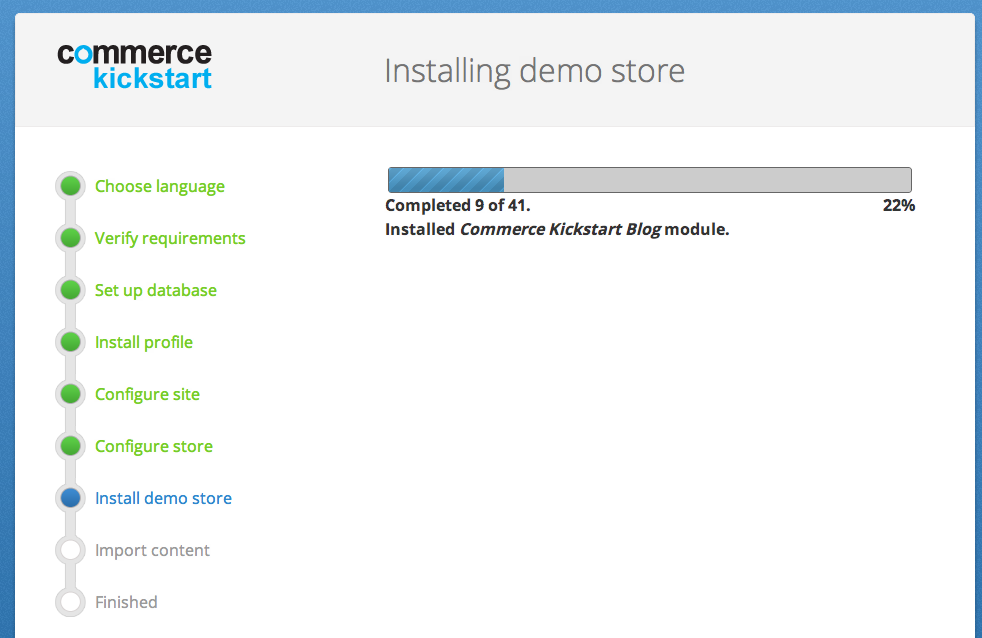 commerce
kickstart
Installing demo store
Choose language
Verify requirements
Set up database
Install profile
Configure site
Configure store
Install demo store
Import content
Finished
Completed 9 of 41.
22%
Installed Commerce Kickstart Blog module.